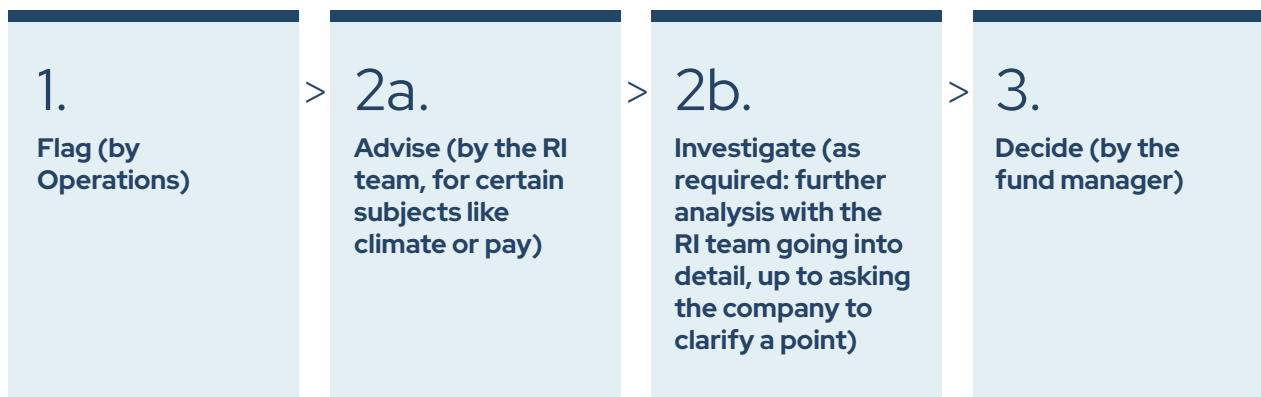 1.
Flag (by
Operations)
>
2a.
Advise (by the RI
team, for certain
subjects like
climate or pay)
>
2b.
Investigate (as
required: further
analysis with the
RI team going into
detail, up to asking
the company to
clarify a point)
>
3.
Decide (by the
fund manager)